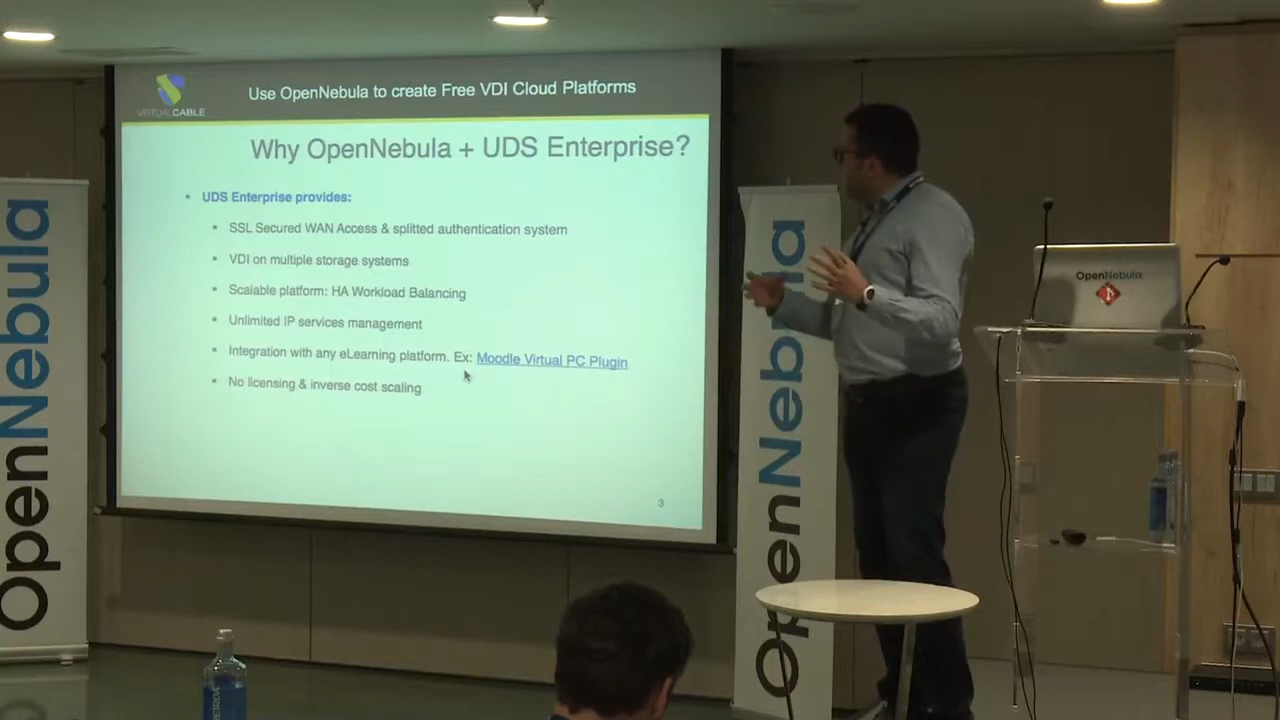 Use OpenNebula to create Free VDI Cloud Platforms
VIRTUALCABLE
Why OpenNebula + UDS Enterprise?
UDS Enterprise provides:
SSL Secured WAN Access & splitted authentication system
VDI on multiple storage systems
Scalable platform: HA Workload Balancing
Unlimited IP services management
Integration with any eLearning platform. Ex: Moodle Virtual PC Plugin
No licensing & inverse cost scaling
3
OpenNebula
OpenNebula
OpenNebula